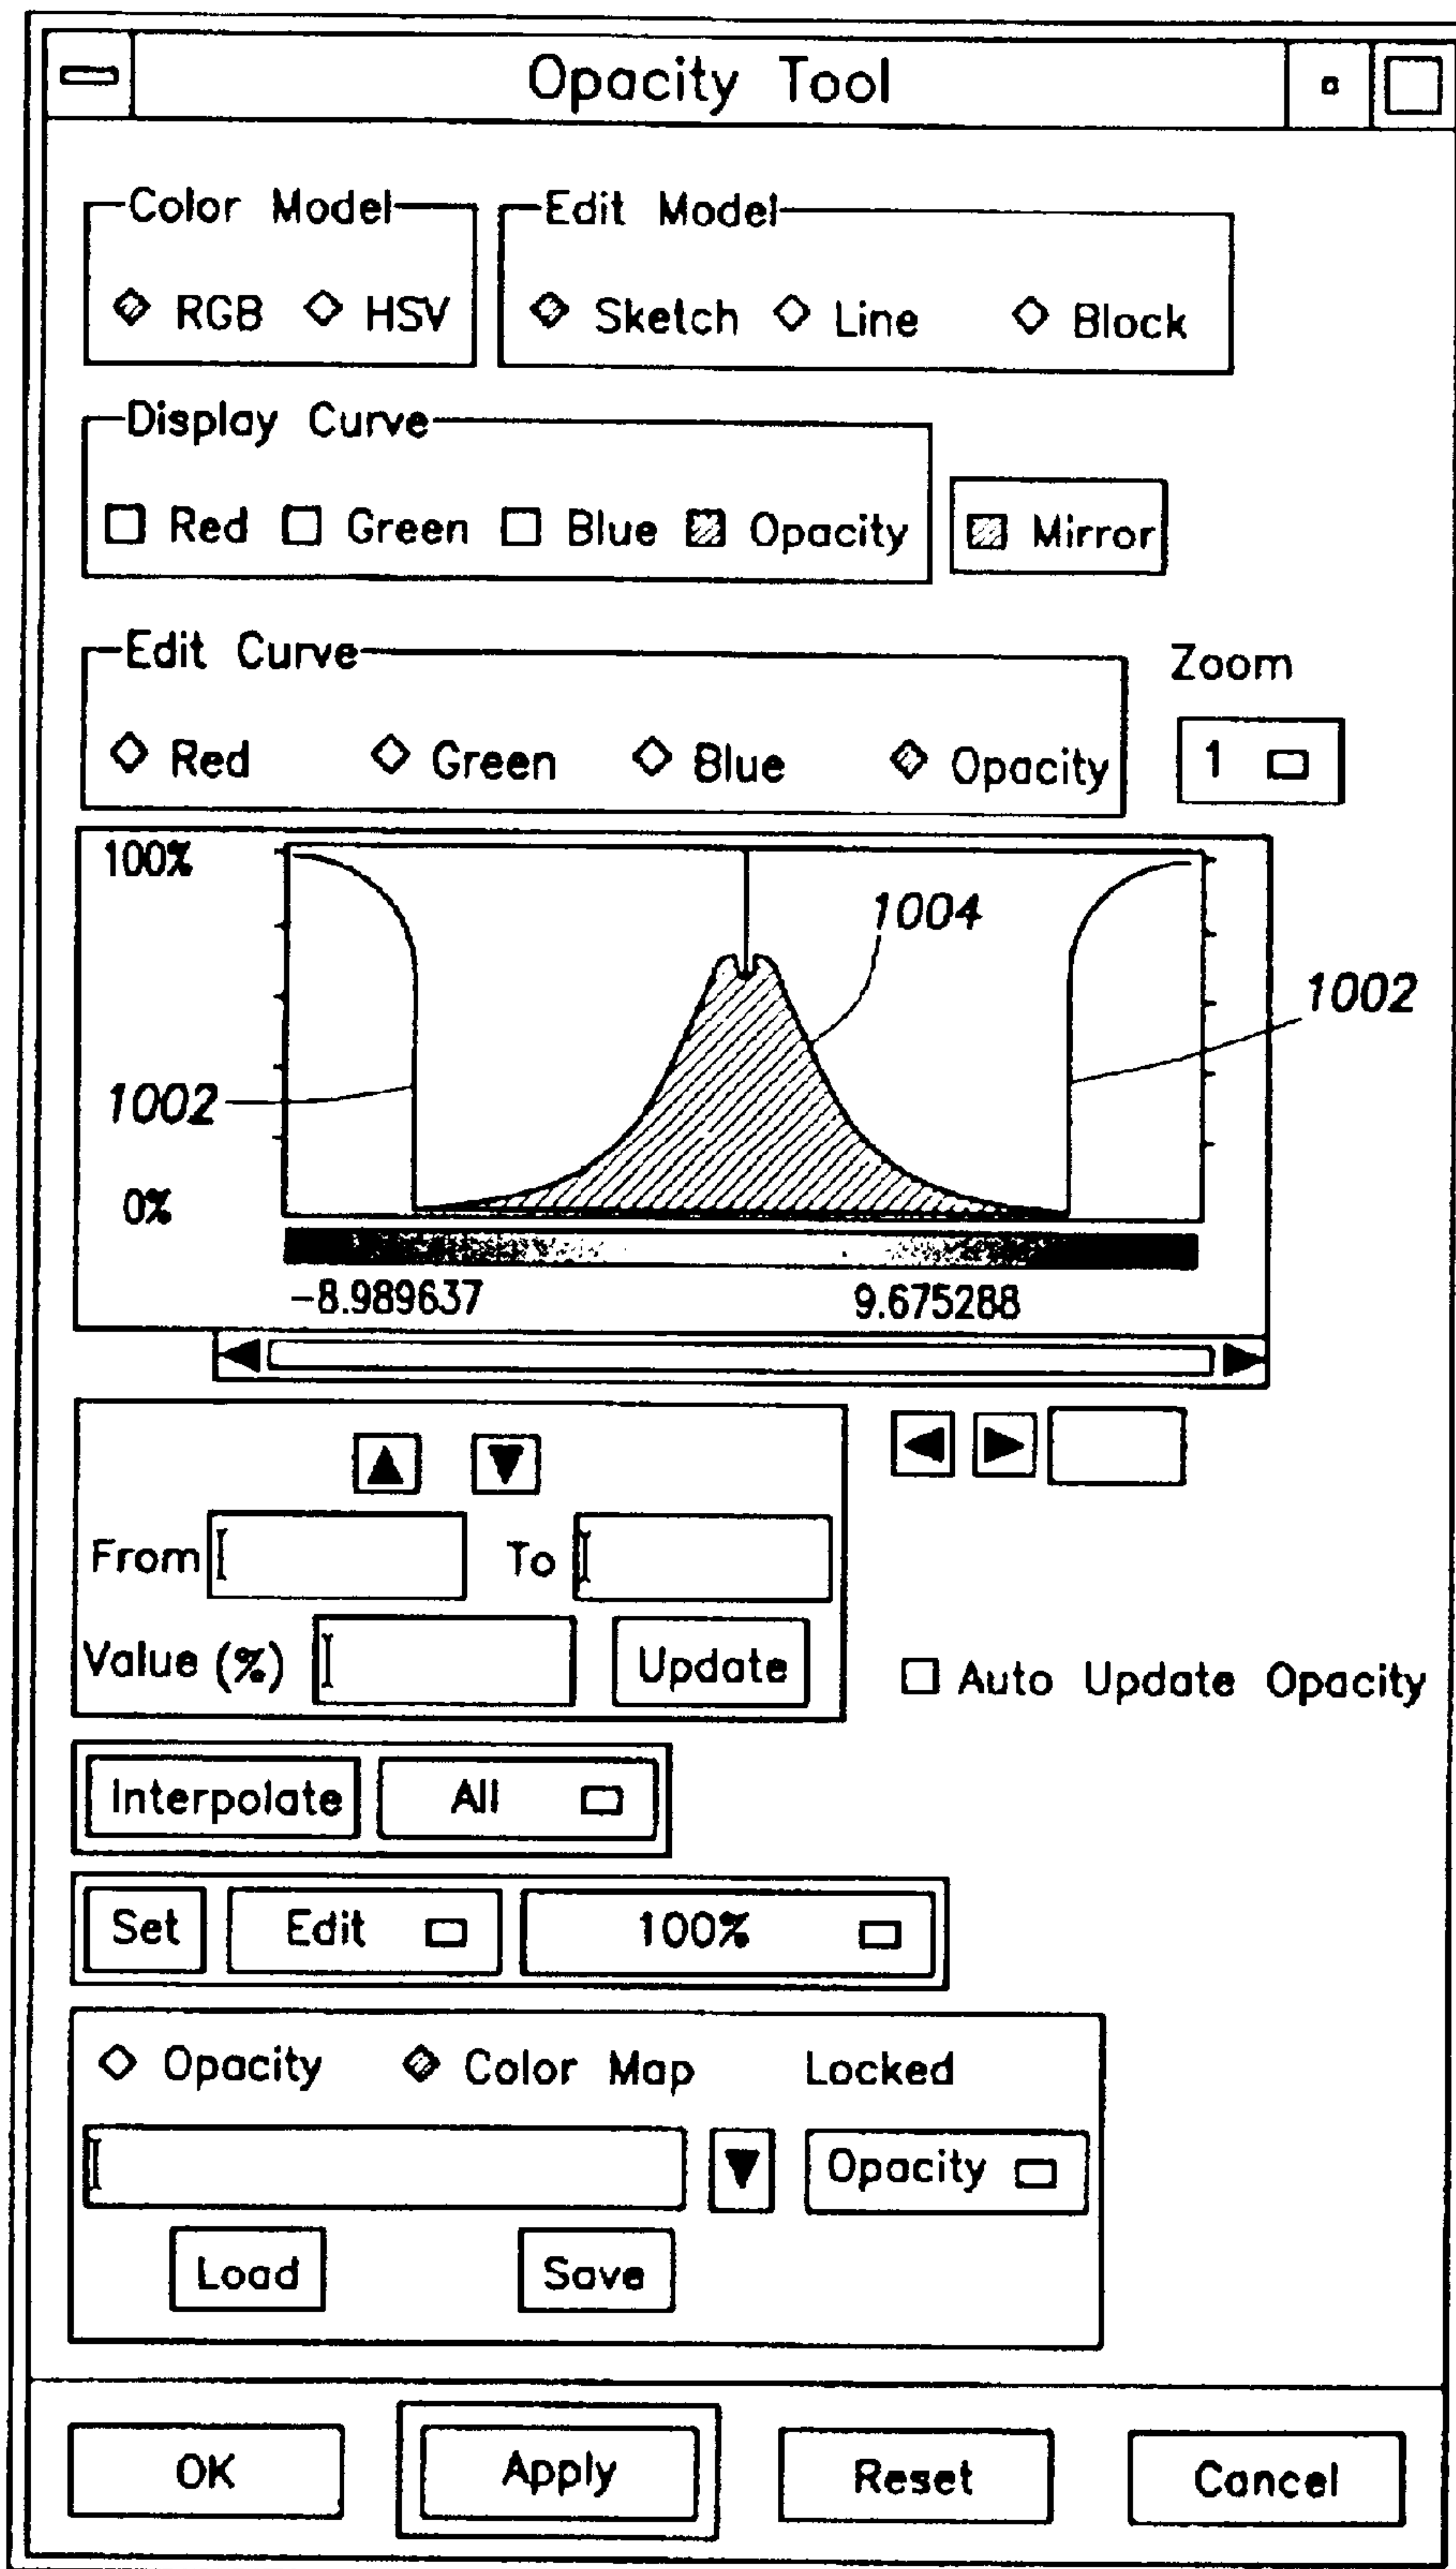 Opacity Tool
Color Model Edit Model
RGB HSV Sketch Line Block
Display Curve
Red Green Blue Opacity Mirror
Edit Curve Zoom
Red Green Blue Opacity 1
100%
1004
1002
1002
0%
-8.989637 9.675288
From To
Value (%) Update Auto Update Opacity
Interpolate All
Set Edit 100%
Opacity Color Map Locked
Opacity
Load Save
OK Apply Reset Cancel